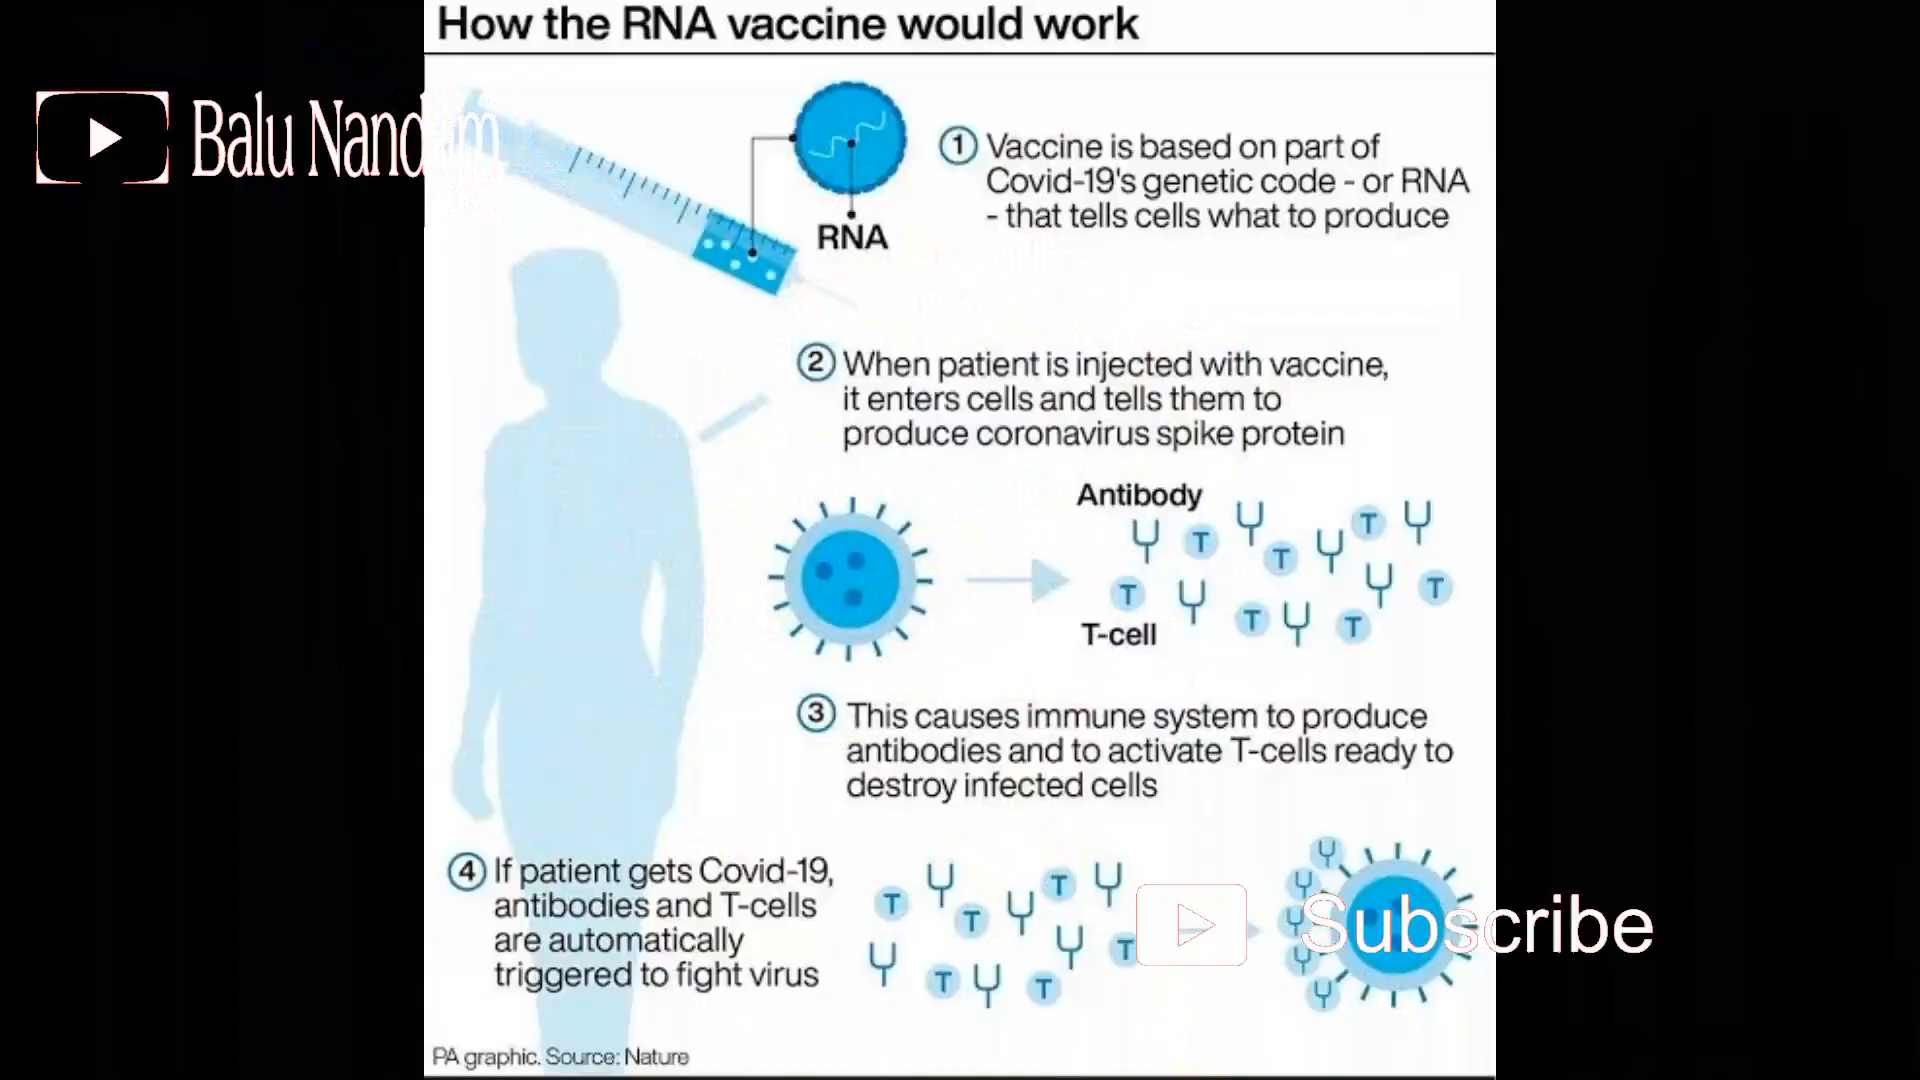 How the RNA vaccine would work
Balu Nand
RNA
1 Vaccine is based on part of
Covid-19's genetic code - or RNA
- that tells cells what to produce
2 When patient is injected with vaccine,
it enters cells and tells them to
produce coronavirus spike protein
Antibody
T T T T T T T
T-cell
3 This causes immune system to produce
antibodies and to activate T-cells ready to
destroy infected cells
4 If patient gets Covid-19,
antibodies and T-cells
are automatically
triggered to fight virus
T T T T T T
Subscribe
PA graphic. Source: Nature